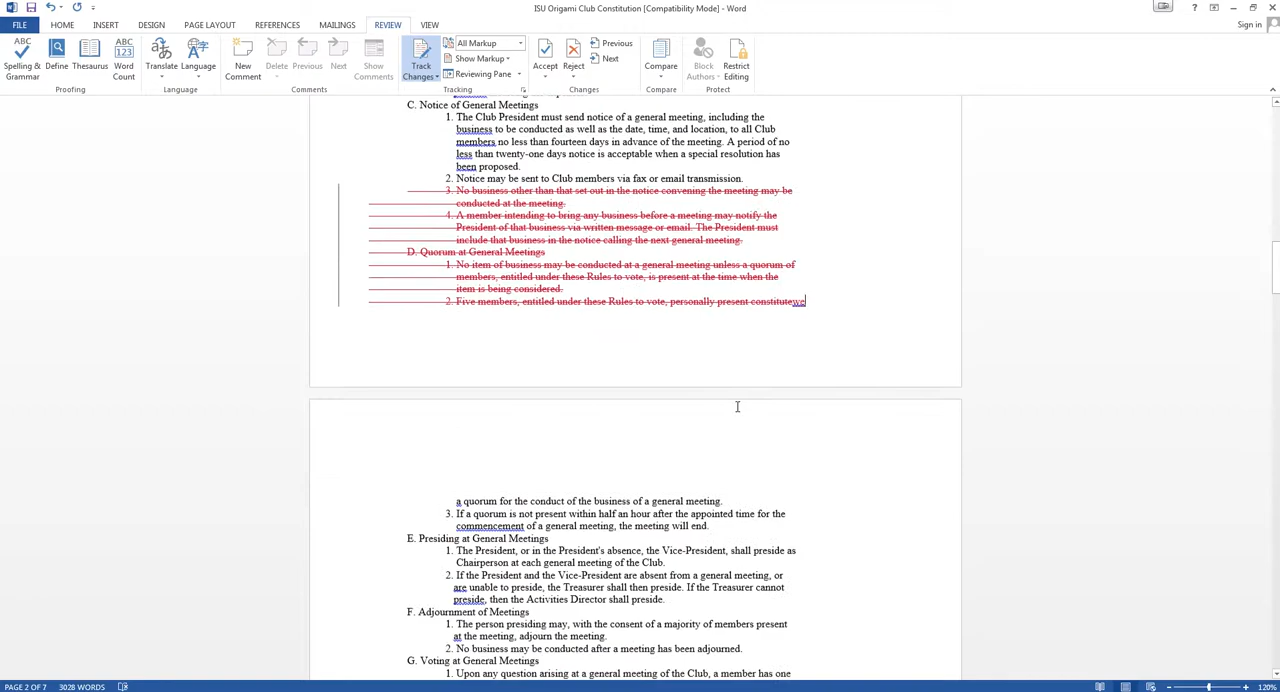 ISU Origami Club Constitution [Compatibility Mode] - Word
FILE HOME INSERT DESIGN PAGE LAYOUT REFERENCES MAILINGS REVIEW VIEW Sign in
ABC ABC 123
Spelling & Grammar Define Thesaurus Word Count Translate Language New Comment Delete Previous Next Show Comments Track Changes All Markup Show Markup Reviewing Pane Accept Reject Previous Next Compare Block Authors Restrict Editing
Proofing Language Comments Tracking Changes Compare Protect
C. Notice of General Meetings
1. The Club President must send notice of a general meeting, including the
business to be conducted as well as the date, time, and location, to all Club
members no less than fourteen days in advance of the meeting. A period of no
less than twenty-one days notice is acceptable when a special resolution has
been proposed.
2. Notice may be sent to Club members via fax or email transmission.
3. No business other than that set out in the notice convening the meeting may be
conducted at the meeting.
4. A member intending to bring any business before a meeting may notify the
President of that business via written message or email. The President must
include that business in the notice calling the next general meeting.
D. Quorum at General Meetings
1. No item of business may be conducted at a general meeting unless a quorum of
members, entitled under these Rules to vote, is present at the time when the
item is being considered.
2. Five members, entitled under these Rules to vote, personally present constitutewe
a quorum for the conduct of the business of a general meeting.
3. If a quorum is not present within half an hour after the appointed time for the
commencement of a general meeting, the meeting will end.
E. Presiding at General Meetings
1. The President, or in the President's absence, the Vice-President, shall preside as
Chairperson at each general meeting of the Club.
2. If the President and the Vice-President are absent from a general meeting, or
are unable to preside, the Treasurer shall then preside. If the Treasurer cannot
preside, then the Activities Director shall preside.
F. Adjournment of Meetings
1. The person presiding may, with the consent of a majority of members present
at the meeting, adjourn the meeting.
2. No business may be conducted after a meeting has been adjourned.
G. Voting at General Meetings
1. Upon any question arising at a general meeting of the Club, a member has one
PAGE 2 OF 7 3028 WORDS 120%